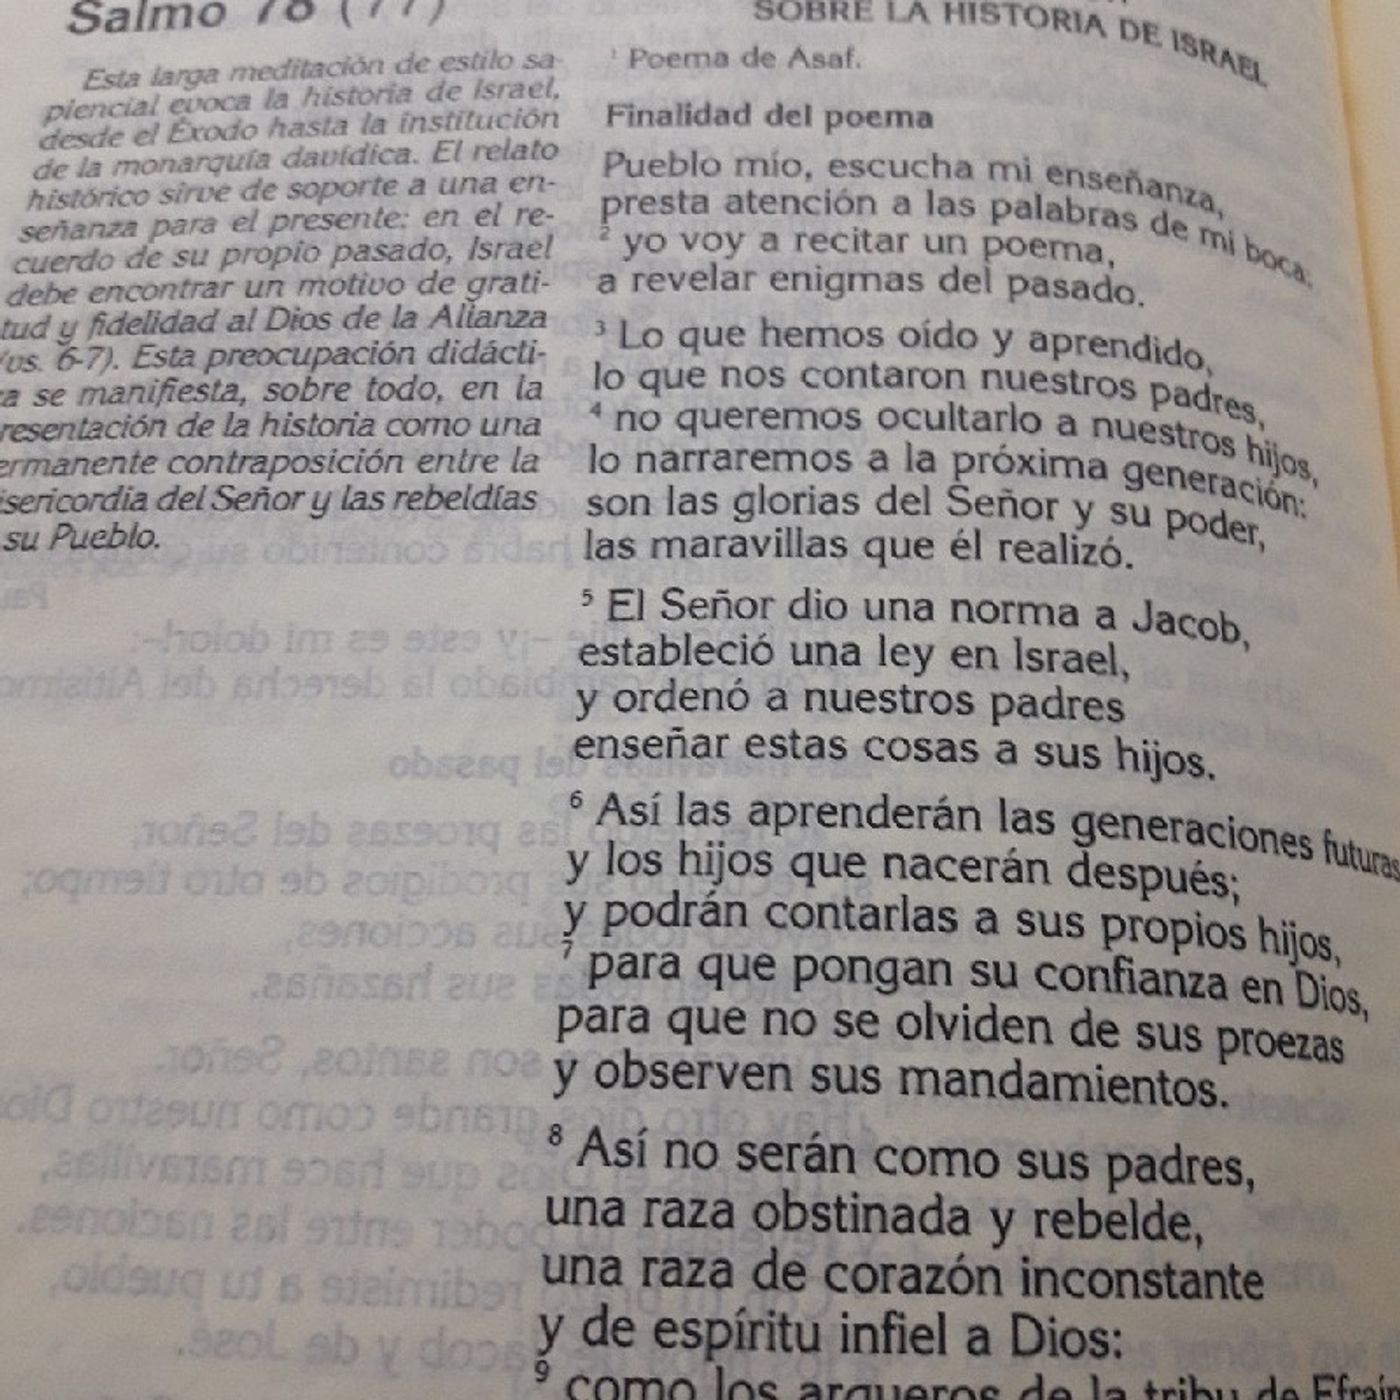 Salmo 78 (77)
Esta larga meditación de estilo sa-
piencial evoca la historia de Israel,
desde el Éxodo hasta la institución
de la monarquía davídica. El relato
histórico sirve de soporte a una en-
señanza para el presente: en el re-
cuerdo de su propio pasado, Israel
debe encontrar un motivo de grati-
tud y fidelidad al Dios de la Alianza
(vs. 6-7). Esta preocupación didácti-
ca se manifiesta, sobre todo, en la
resentación de la historia como una
ermanente contraposición entre la
isericordia del Señor y las rebeldías
su Pueblo.
SOBRE LA HISTORIA DE ISRAEL
1 Poema de Asaf.
Finalidad del poema
Pueblo mío, escucha mi enseñanza,
presta atención a las palabras de mi boca:
2 yo voy a recitar un poema,
a revelar enigmas del pasado.
3 Lo que hemos oído y aprendido,
lo que nos contaron nuestros padres,
4 no queremos ocultarlo a nuestros hijos,
lo narraremos a la próxima generación:
son las glorias del Señor y su poder,
las maravillas que él realizó.
5 El Señor dio una norma a Jacob,
estableció una ley en Israel,
y ordenó a nuestros padres
enseñar estas cosas a sus hijos.
6 Así las aprenderán las generaciones futuras
y los hijos que nacerán después;
y podrán contarlas a sus propios hijos,
7 para que pongan su confianza en Dios,
para que no se olviden de sus proezas
y observen sus mandamientos.
8 Así no serán como sus padres,
una raza obstinada y rebelde,
una raza de corazón inconstante
y de espíritu infiel a Dios:
9 como los arqueros de la tribu de